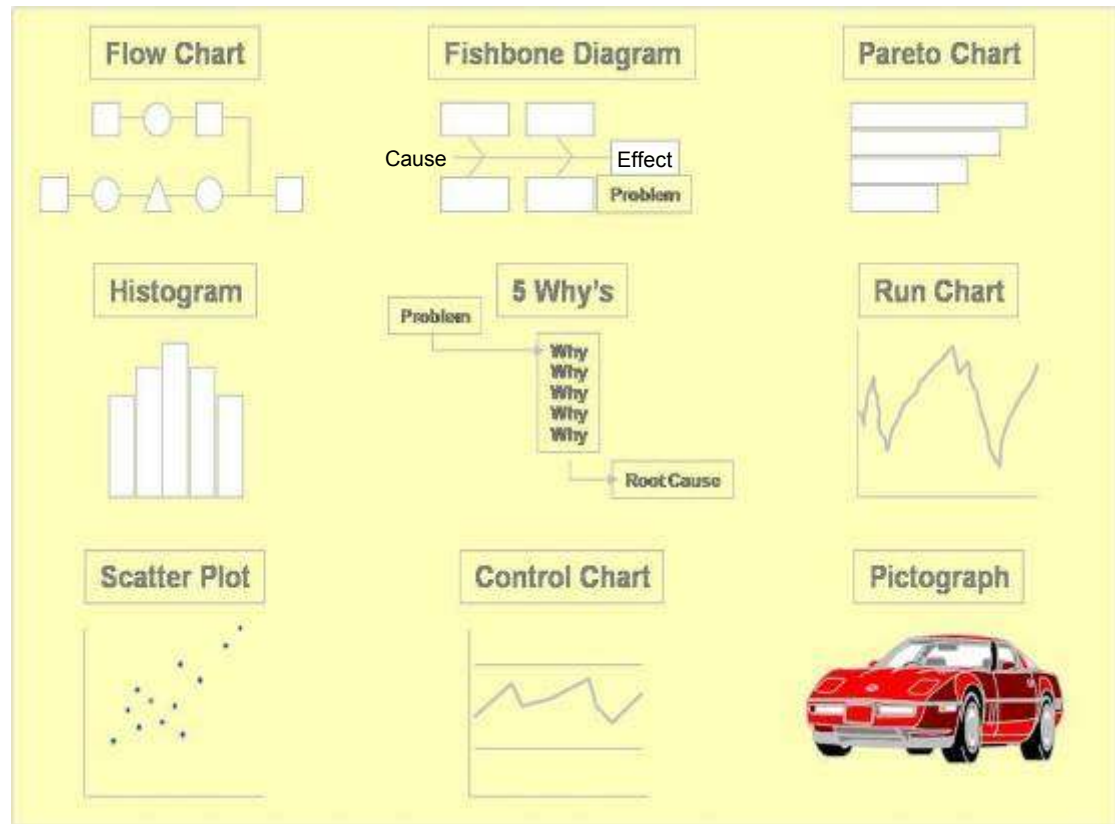 Flow Chart
Fishbone Diagram
Pareto Chart
Cause
Effect
Problem
Histogram
5 Why's
Run Chart
Problem
Why
Why
Why
Why
Why
Root Cause
Scatter Plot
Control Chart
Pictograph